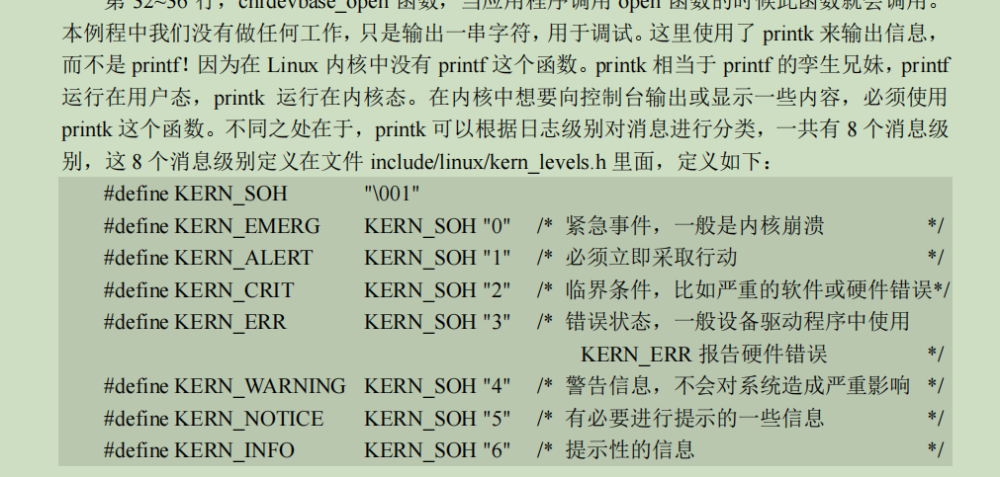 第 32~36 行，chrdevbase_open 函数，当应用程序调用 open 函数的时候此函数就会调用。
本例程中我们没有做任何工作，只是输出一串字符，用于调试。这里使用了 printk 来输出信息，
而不是 printf！因为在 Linux 内核中没有 printf 这个函数。printk 相当于 printf 的孪生兄妹，printf
运行在用户态，printk 运行在内核态。在内核中想要向控制台输出或显示一些内容，必须使用
printk 这个函数。不同之处在于，printk 可以根据日志级别对消息进行分类，一共有 8 个消息级
别，这 8 个消息级别定义在文件 include/linux/kern_levels.h 里面，定义如下：
#define KERN_SOH "\001"
#define KERN_EMERG KERN_SOH "0" /* 紧急事件，一般是内核崩溃 */
#define KERN_ALERT KERN_SOH "1" /* 必须立即采取行动 */
#define KERN_CRIT KERN_SOH "2" /* 临界条件，比如严重的软件或硬件错误*/
#define KERN_ERR KERN_SOH "3" /* 错误状态，一般设备驱动程序中使用
KERN_ERR 报告硬件错误 */
#define KERN_WARNING KERN_SOH "4" /* 警告信息，不会对系统造成严重影响 */
#define KERN_NOTICE KERN_SOH "5" /* 有必要进行提示的一些信息 */
#define KERN_INFO KERN_SOH "6" /* 提示性的信息 */